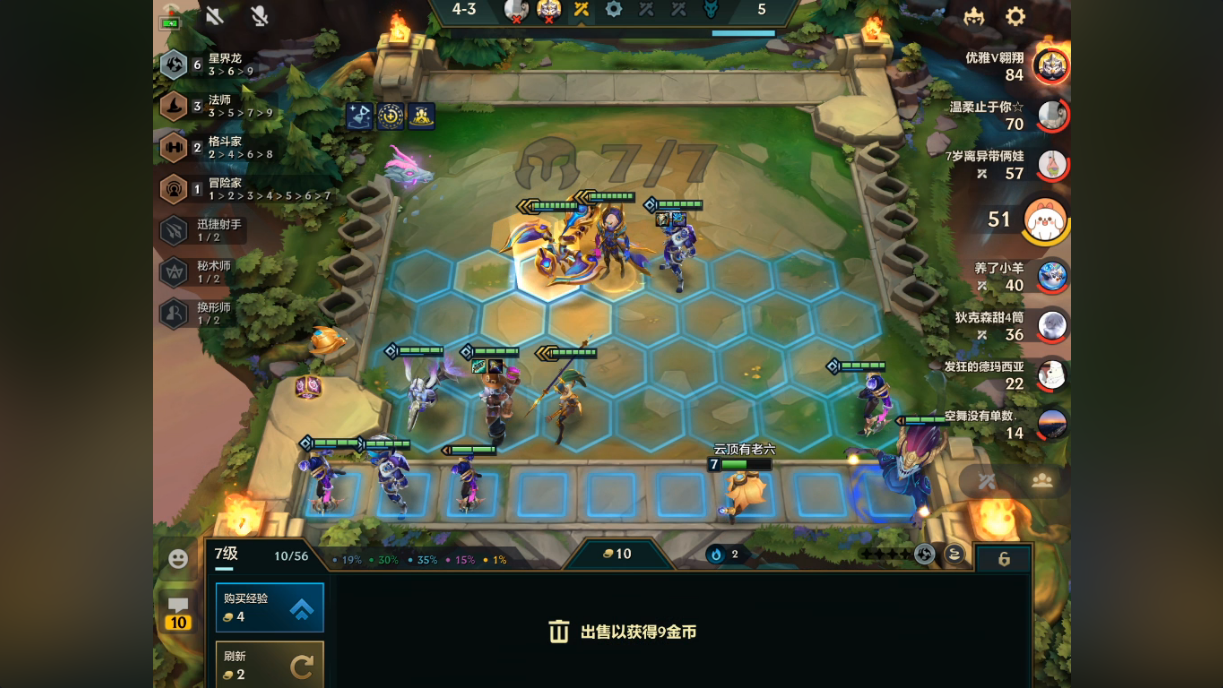 4-3
5
6 星界龙
3 > 6 > 9
3 法师
3 > 5 > 7 > 9
2 格斗家
2 > 4 > 6 > 8
1 冒险家
1 > 2 > 3 > 4 > 5 > 6 > 7
迅捷射手
1 / 2
秘术师
1 / 2
换形师
1 / 2
7/7
优雅V翱翔
84
温柔止于你☆
70
7岁离异带俩娃
57
51
养了小羊
40
狄克森甜4筒
36
发狂的德玛西亚
22
空舞没有单数.
14
云顶有老六
7
7级
10/56
19% 30% 35% 15% 1%
10
2
购买经验
4
刷新
2
10
出售以获得9金币